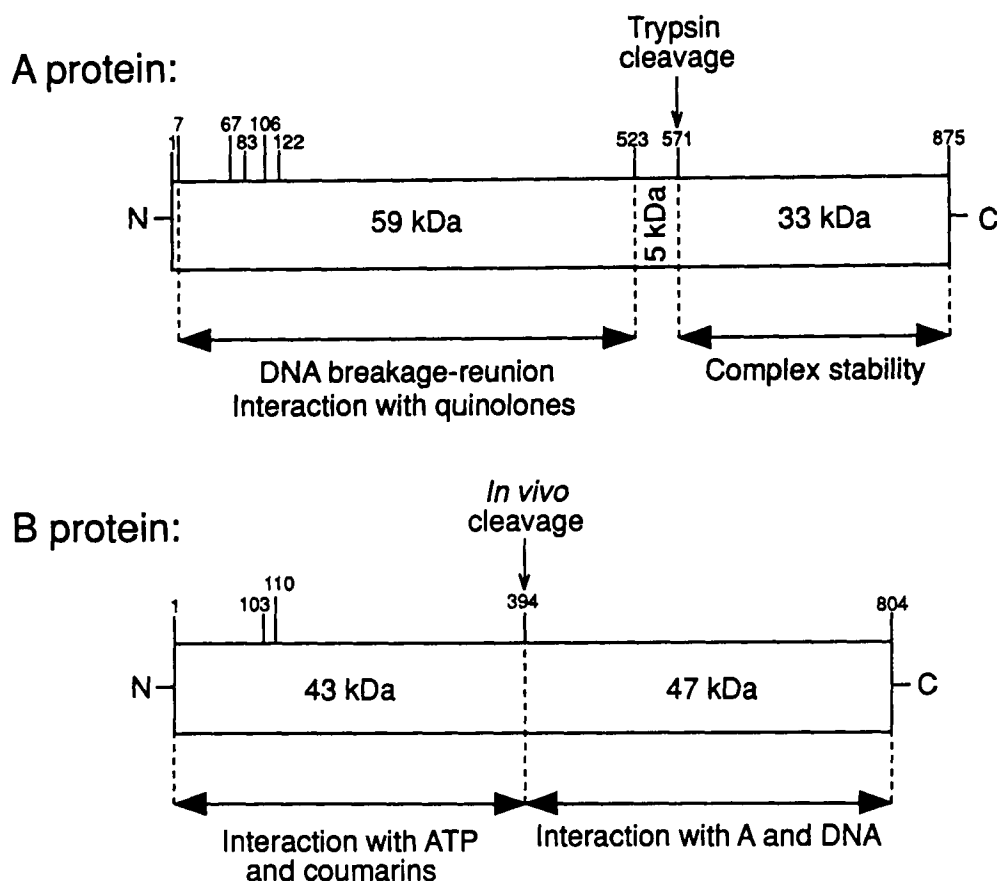 Trypsin
cleavage
A protein:
1 7 67 83 106 122 523 571 875
N 59 kDa 5 kDa 33 kDa C
DNA breakage-reunion
Interaction with quinolones
Complex stability
In vivo
cleavage
B protein:
1 103 110 394 804
N 43 kDa 47 kDa C
Interaction with ATP
and coumarins
Interaction with A and DNA